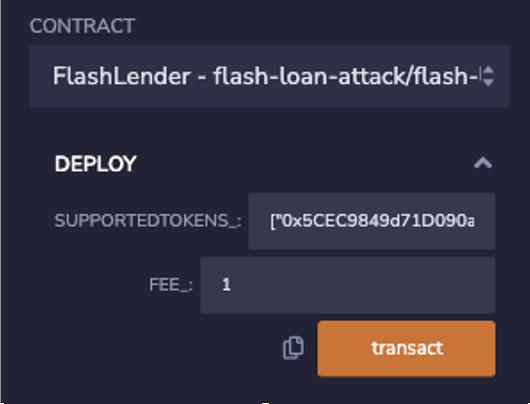 CONTRACT
FlashLender - flash-loan-attack/flash-
DEPLOY
SUPPORTEDTOKENS_: ["0x5CEC9849d71D090a
FEE_: 1
transact